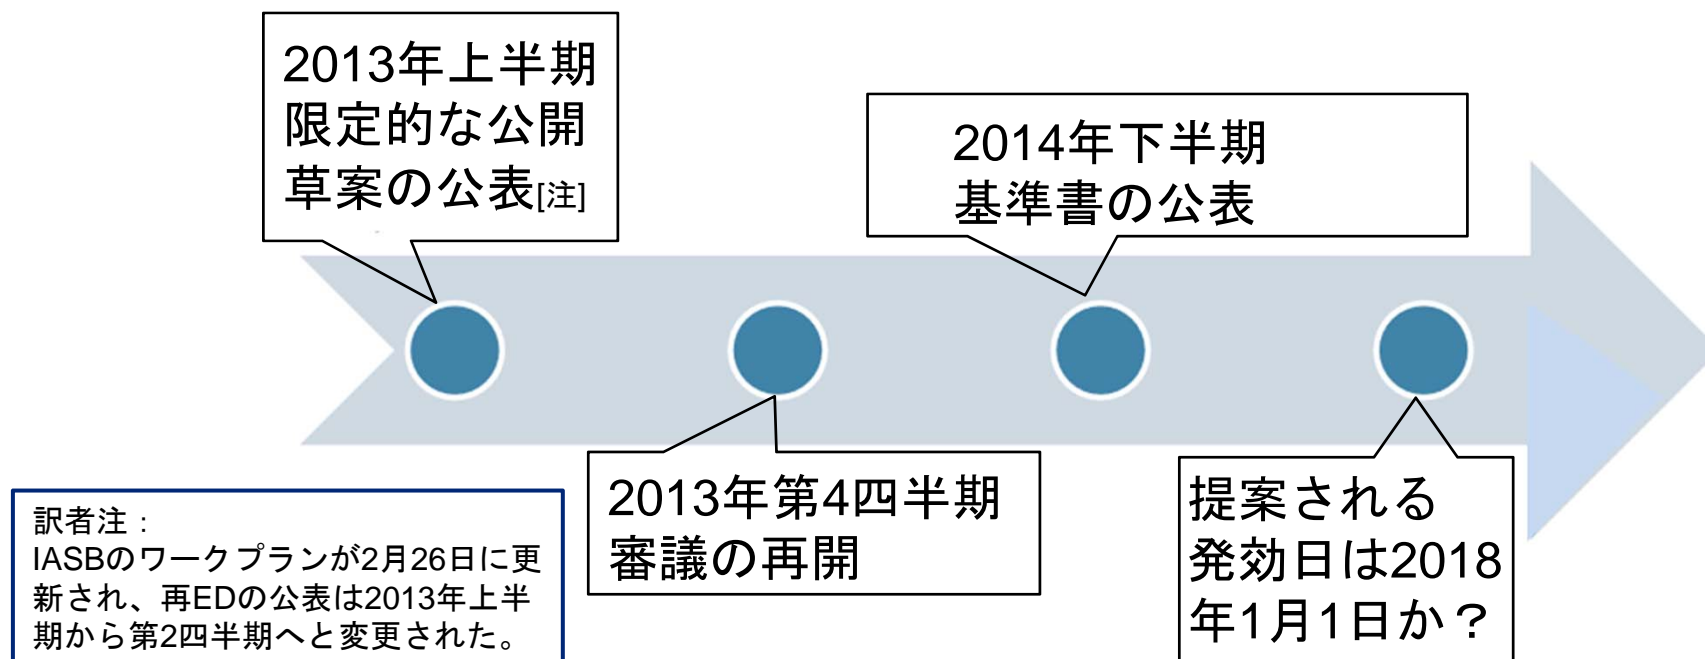 2013年上半期
限定的な公開
草案の公表[注]
2014年下半期
基準書の公表
2013年第4四半期
審議の再開
提案される
発効日は2018
年1月1日か？
訳者注：
IASBのワークプランが2月26日に更
新され、再EDの公表は2013年上半
期から第2四半期へと変更された。